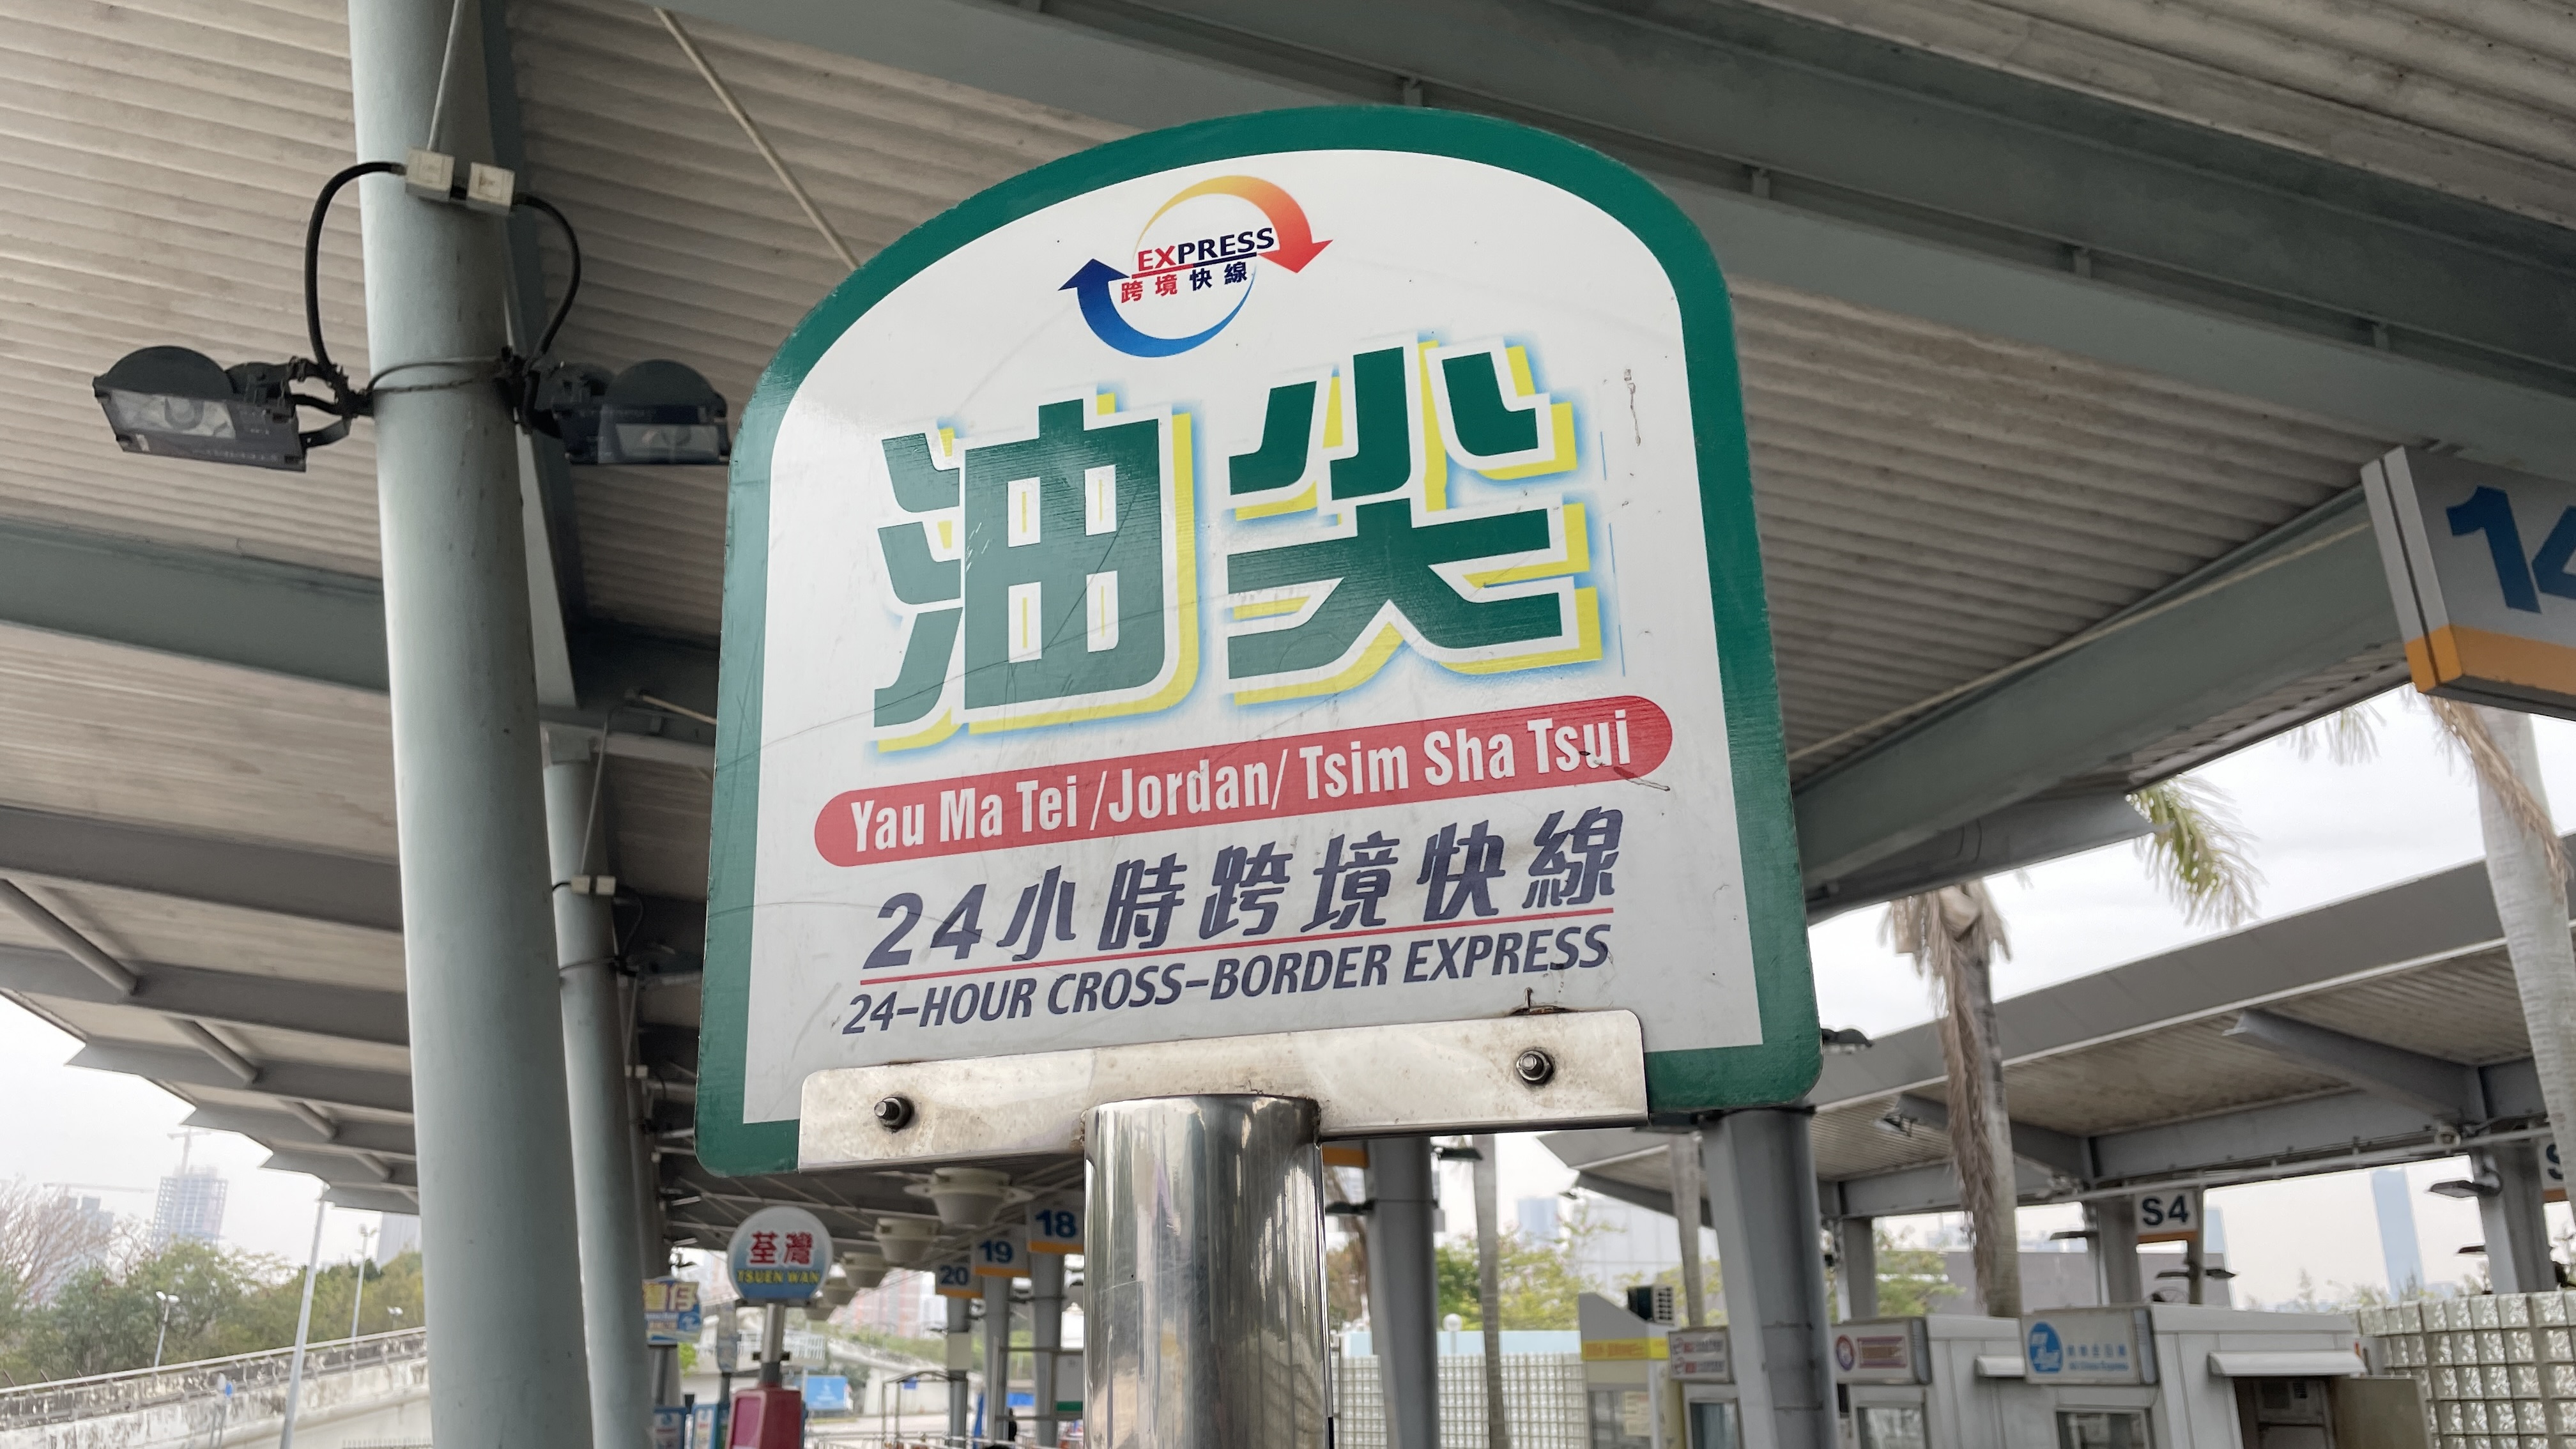 EXPRESS
跨境快線
油尖
Yau Ma Tei /Jordan/ Tsim Sha Tsui
24小時跨境快線
24-HOUR CROSS-BORDER EXPRESS
14
18
19
20
荃灣
TSUEN WAN
S4